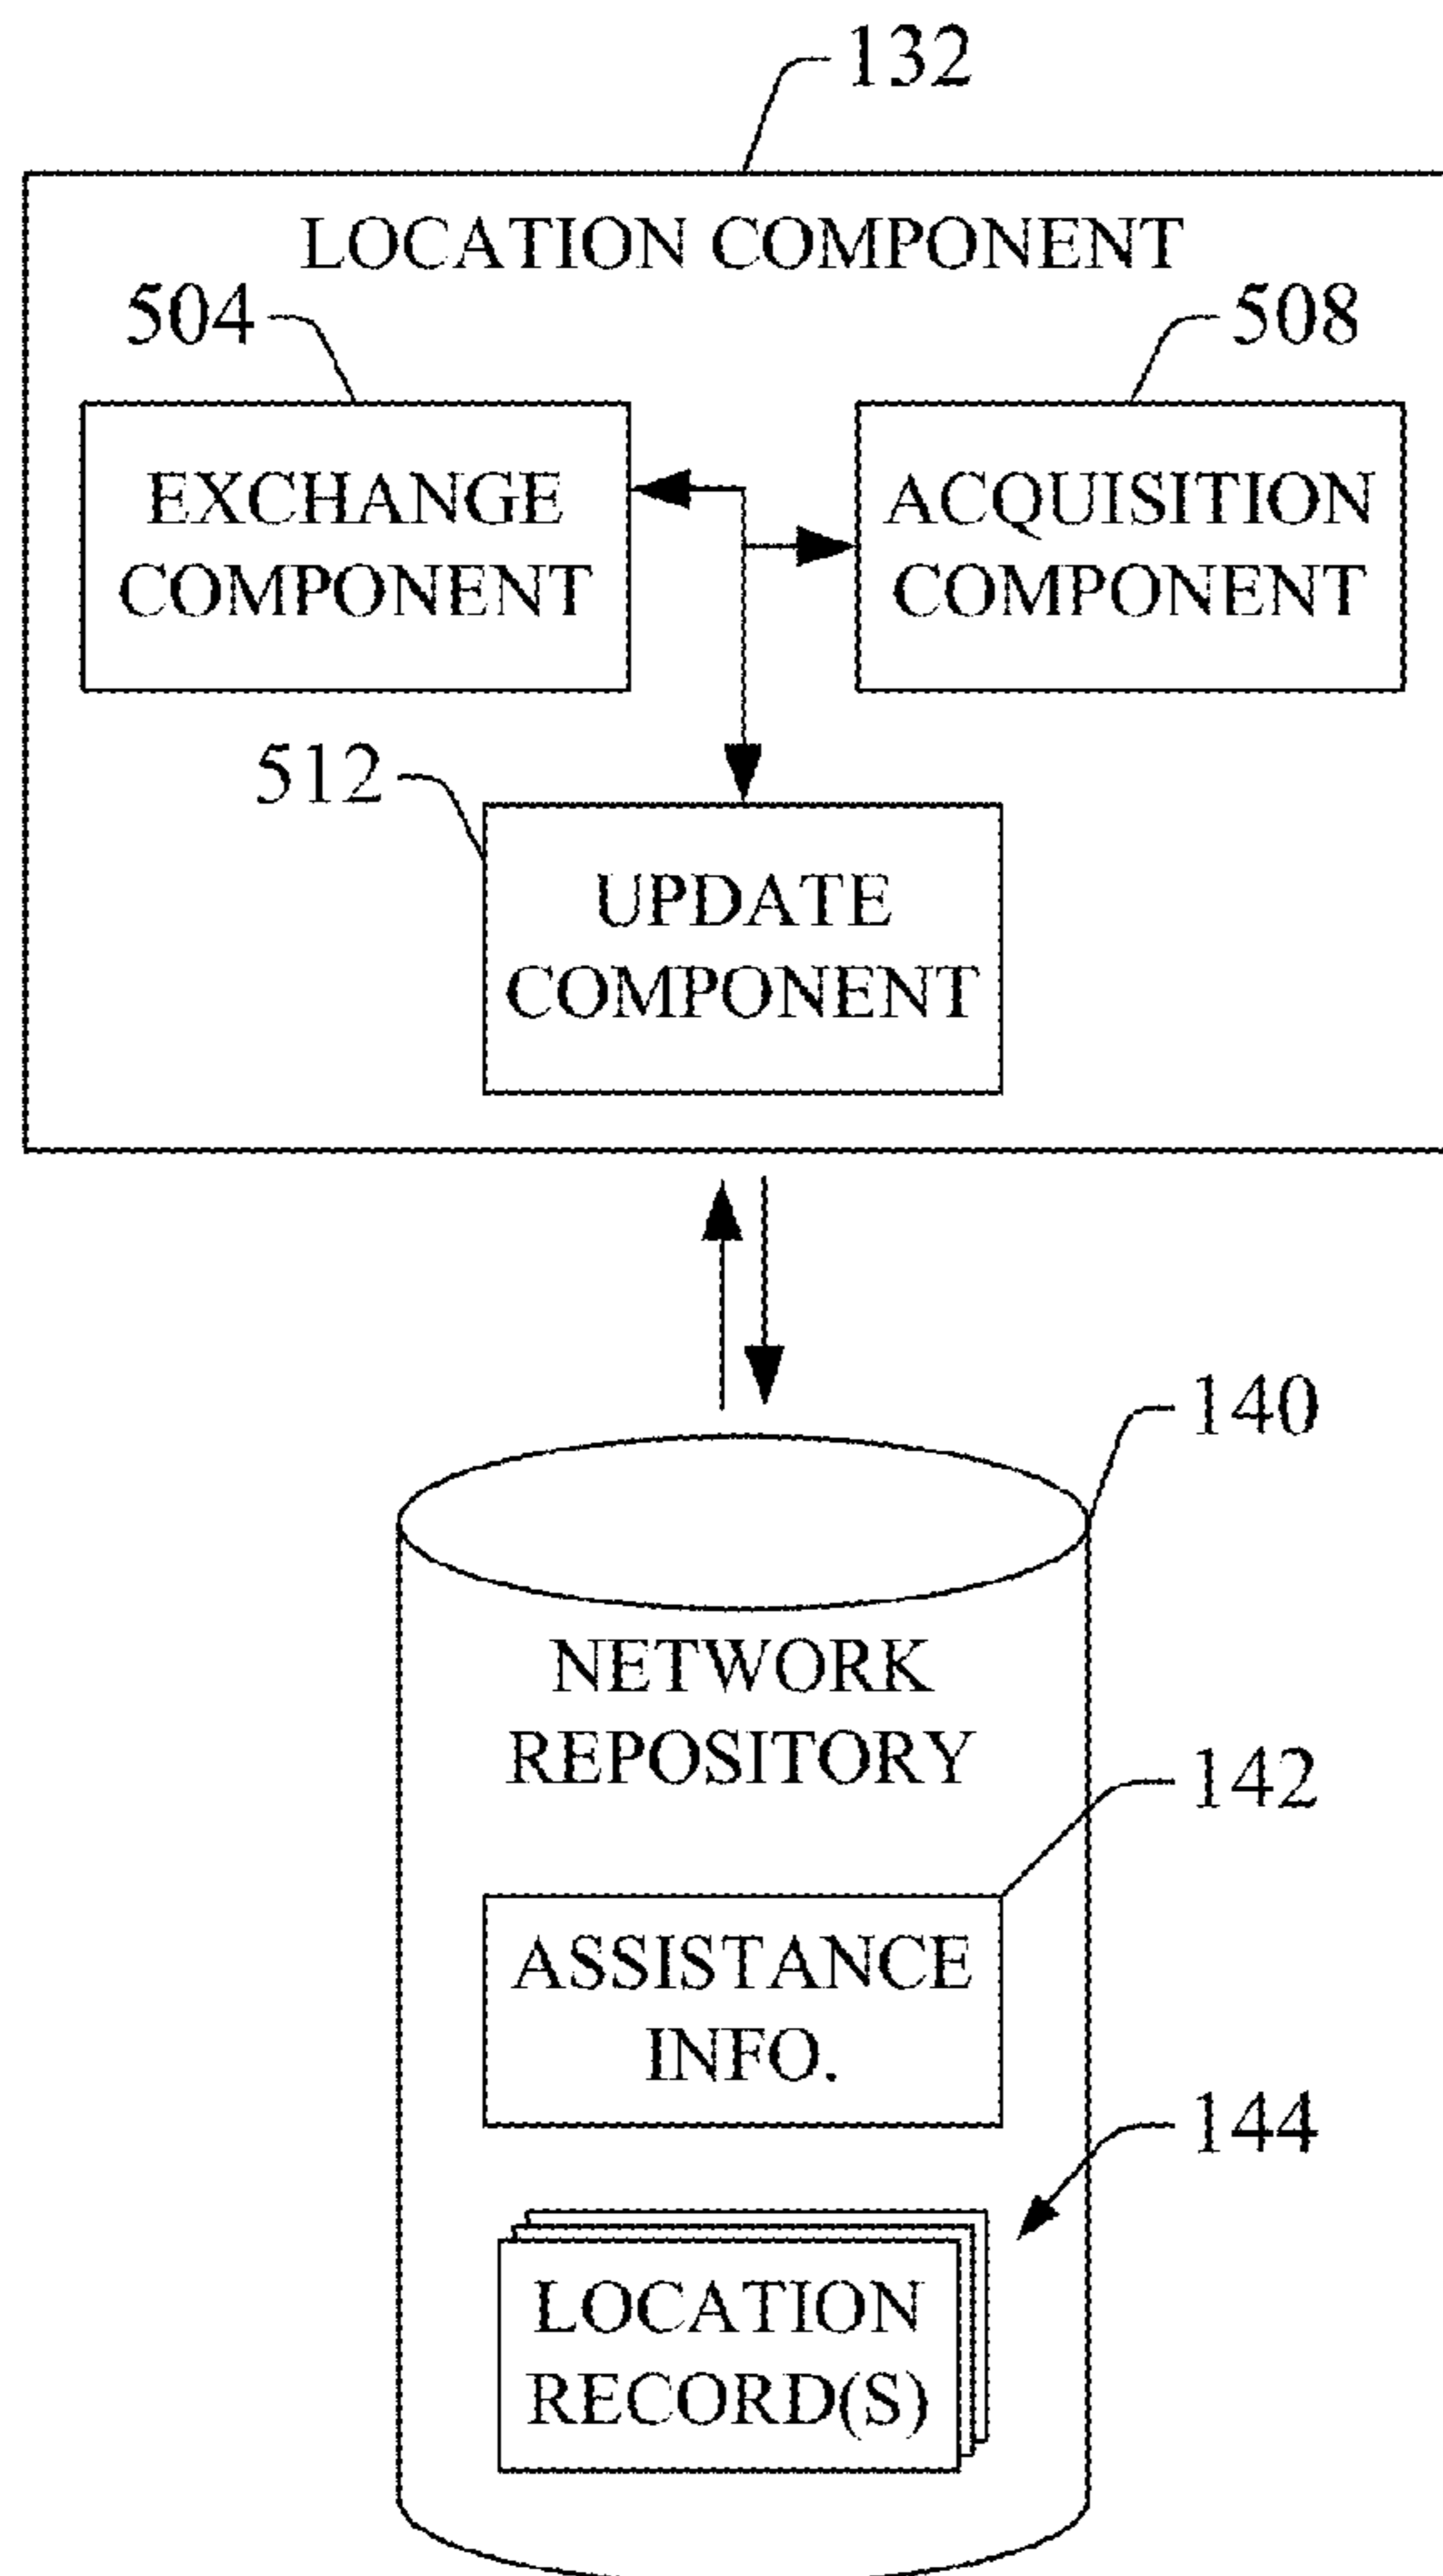 132
LOCATION COMPONENT
504
508
EXCHANGE
COMPONENT
ACQUISITION
COMPONENT
512
UPDATE
COMPONENT
140
NETWORK
REPOSITORY
142
ASSISTANCE
INFO.
144
LOCATION
RECORD(S)